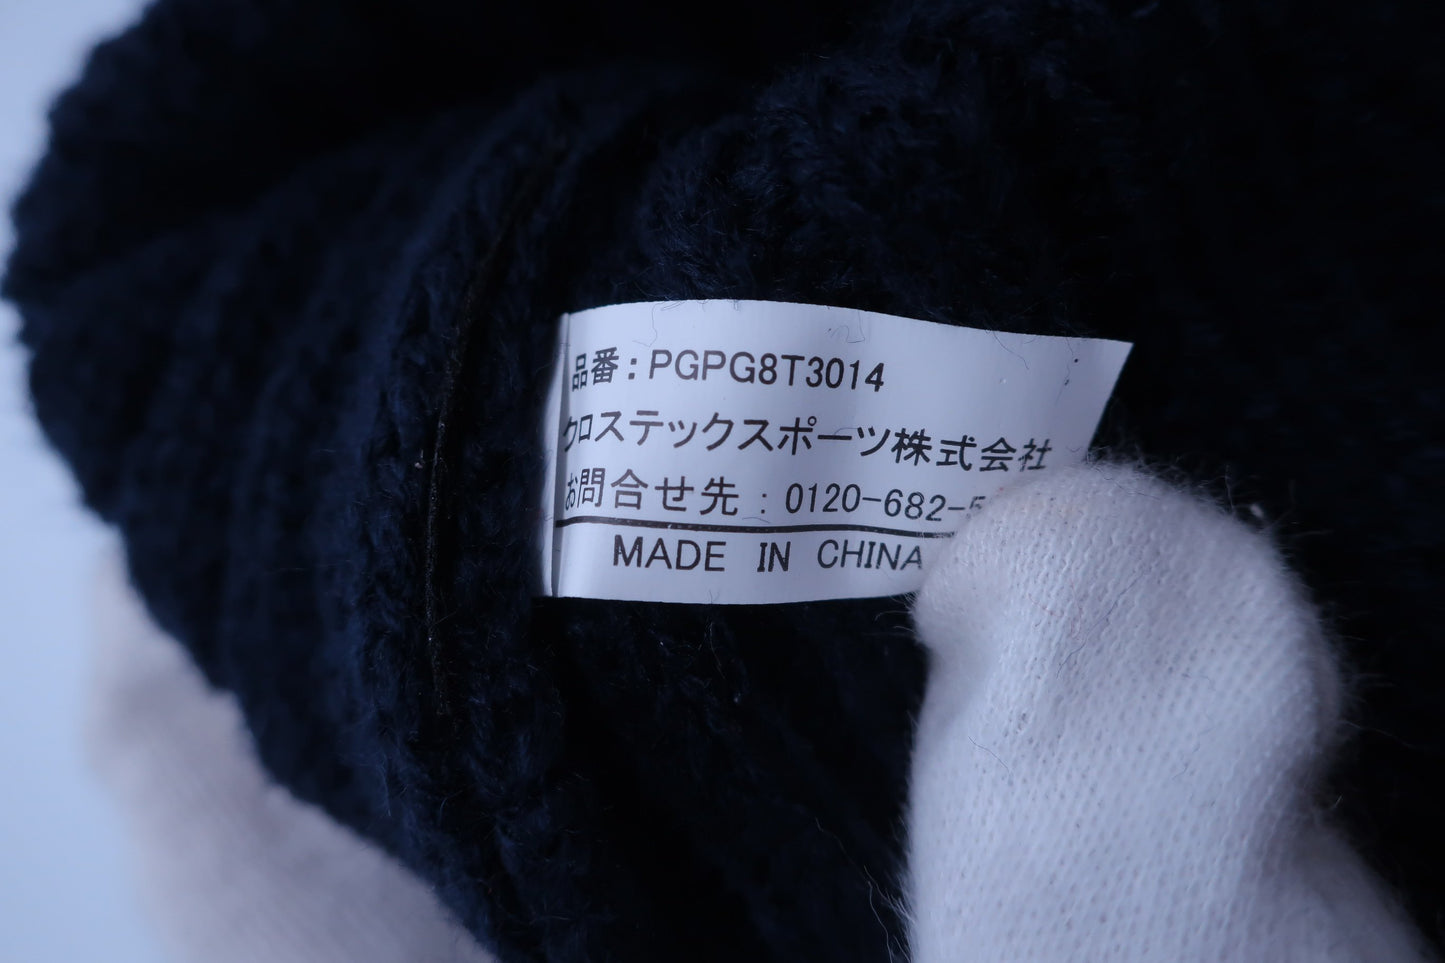 品番：PGPG8T3014
クロステックスポーツ株式会社
お問合せ先：0120-682-
MADE IN CHINA